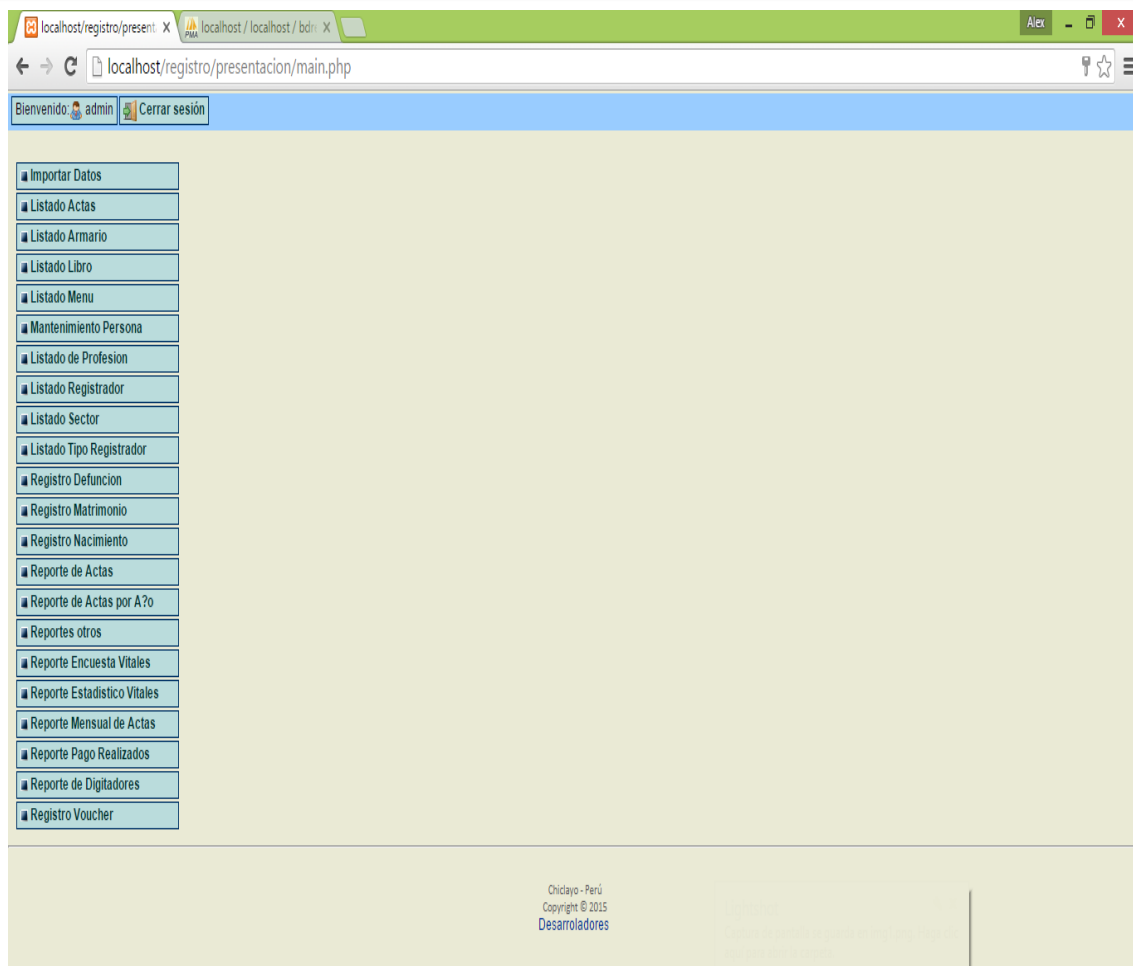 localhost/registro/present
localhost / localhost / bdre
Alex
localhost/registro/presentacion/main.php
Bienvenido: admin Cerrar sesión
Importar Datos
Listado Actas
Listado Armario
Listado Libro
Listado Menu
Mantenimiento Persona
Listado de Profesion
Listado Registrador
Listado Sector
Listado Tipo Registrador
Registro Defuncion
Registro Matrimonio
Registro Nacimiento
Reporte de Actas
Reporte de Actas por A?o
Reportes otros
Reporte Encuesta Vitales
Reporte Estadistico Vitales
Reporte Mensual de Actas
Reporte Pago Realizados
Reporte de Digitadores
Registro Voucher
Chiclayo - Perú
Copyright © 2015
Desarroladores